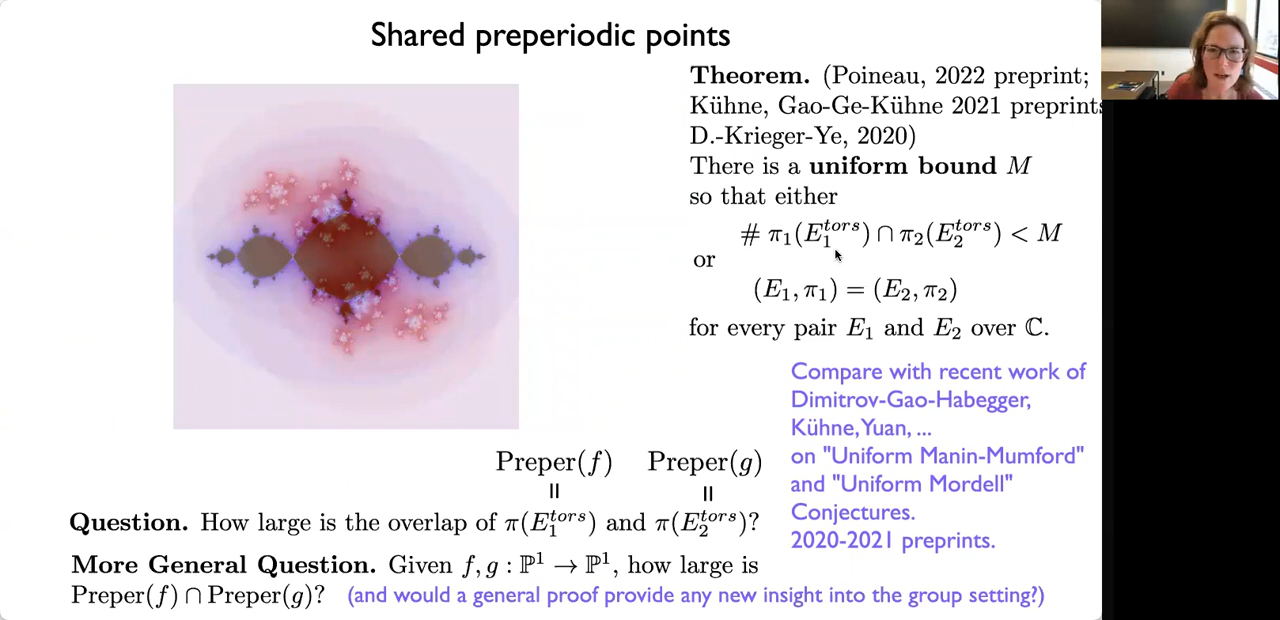 Shared preperiodic points
Theorem. (Poineau, 2022 preprint;
Kühne, Gao-Ge-Kühne 2021 preprints
D.-Krieger-Ye, 2020)
There is a uniform bound M
so that either
# π₁(E₁^{tors}) ∩ π₂(E₂^{tors}) < M
or
(E₁, π₁) = (E₂, π₂)
for every pair E₁ and E₂ over ℂ.
Compare with recent work of
Dimitrov-Gao-Habegger,
Kühne,Yuan, ...
on "Uniform Manin-Mumford"
and "Uniform Mordell"
Conjectures.
2020-2021 preprints.
Preper(f) Preper(g)
= =
Question. How large is the overlap of π(E₁^{tors}) and π(E₂^{tors})?
More General Question. Given f, g : ℙ¹ → ℙ¹, how large is
Preper(f) ∩ Preper(g)? (and would a general proof provide any new insight into the group setting?)